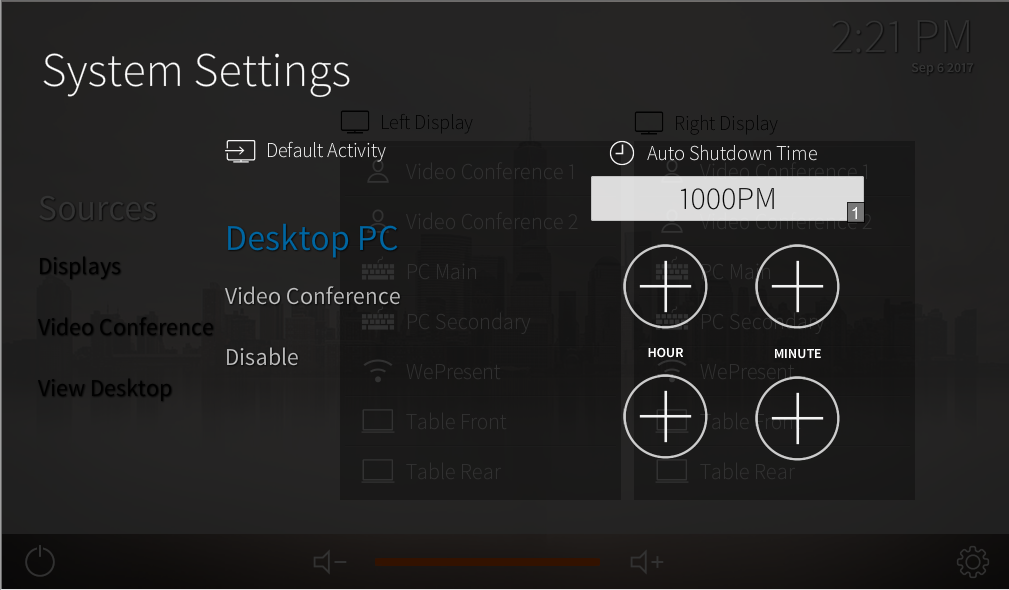 2:21 PM
Sep 6 2017
System Settings
Left Display
Right Display
Default Activity
Auto Shutdown Time
Video Conference 1
Video Conference 1
1000PM
1
Sources
Video Conference 2
Video Conference 2
Desktop PC
Displays
PC Main
PC Main
Video Conference
Video Conference
PC Secondary
PC Secondary
HOUR
MINUTE
Disable
WePresent
WePresent
View Desktop
Table Front
Table Front
Table Rear
Table Rear